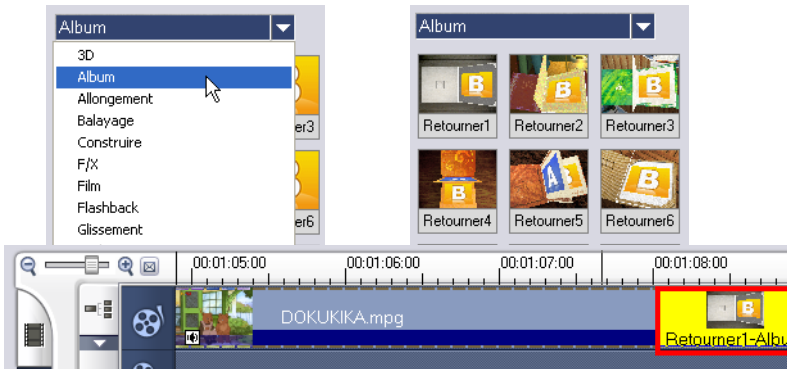 Album
3D
Album
Allongement
Balayage
Construire
F/X
Film
Flashback
Glissement
er3
er6
Album
B
B
B
Retourner1
Retourner2
Retourner3
B
A
B
Retourner4
Retourner5
Retourner6
00:01:05:00
00:01:06:00
00:01:07:00
00:01:08:00
DOKUKIKA.mpg
B
Retourner1-Albu